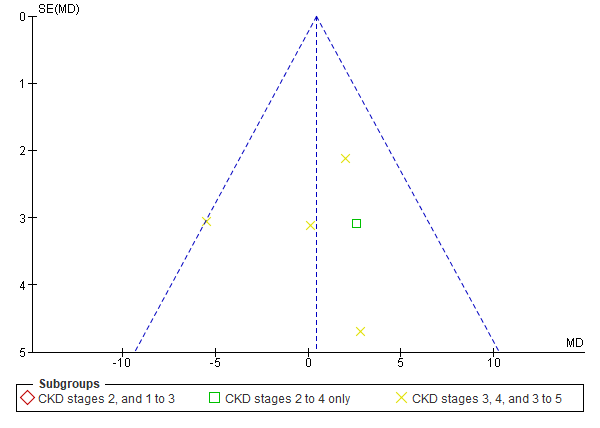 SE(MD)
0
1
2
3
4
5
-10
-5
0
5
10
MD
Subgroups
CKD stages 2, and 1 to 3 CKD stages 2 to 4 only CKD stages 3, 4, and 3 to 5